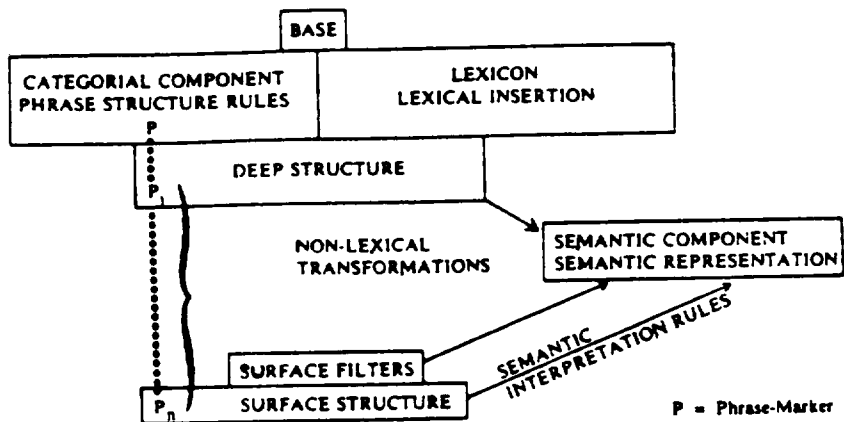 BASE
CATEGORIAL COMPONENT
PHRASE STRUCTURE RULES
P
LEXICON
LEXICAL INSERTION
DEEP STRUCTURE
P₁
NON-LEXICAL
TRANSFORMATIONS
SEMANTIC COMPONENT
SEMANTIC REPRESENTATION
SEMANTIC
INTERPRETATION RULES
SURFACE FILTERS
Pₙ SURFACE STRUCTURE
P = Phrase-Marker